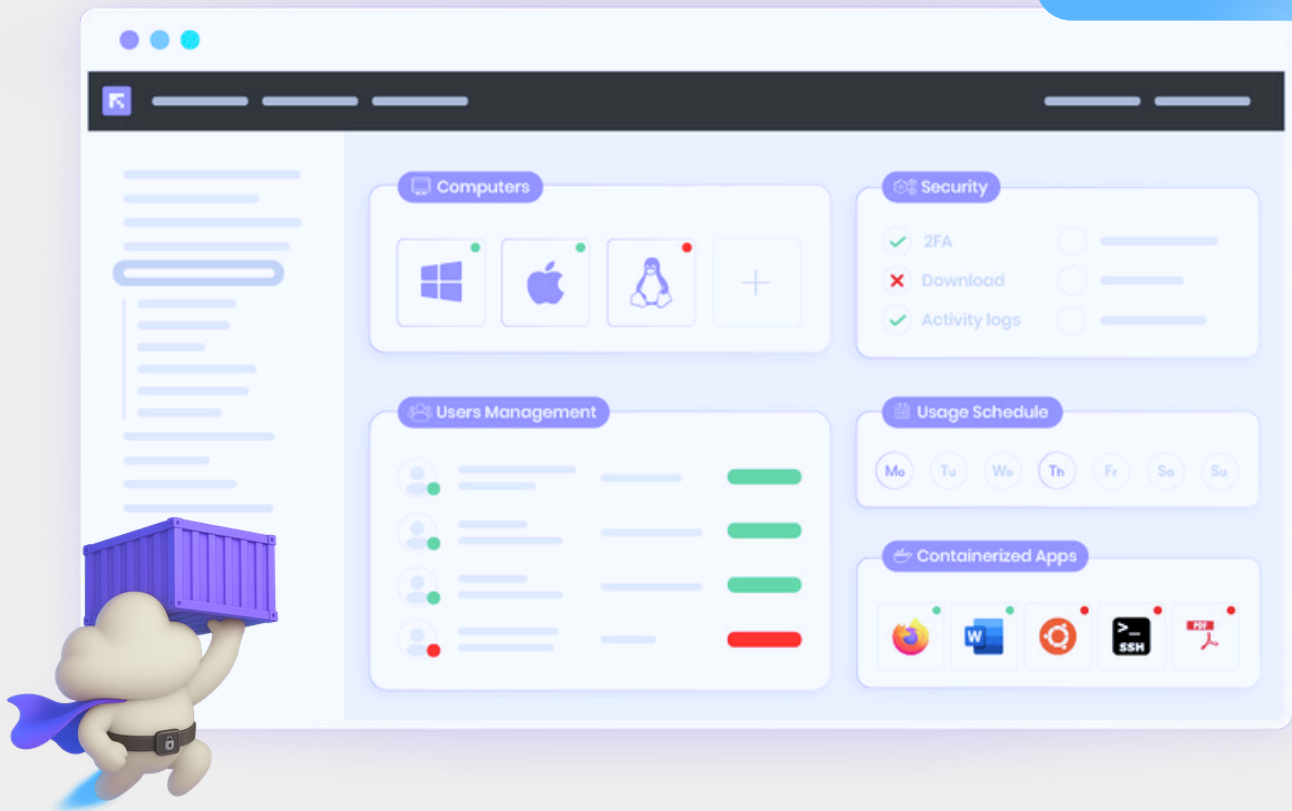 Computers
Security
2FA
Download
Activity logs
Users Management
Usage Schedule
Mo Tu We Th Fr Sa Su
Containerized Apps
W
>_
SSH
PDF